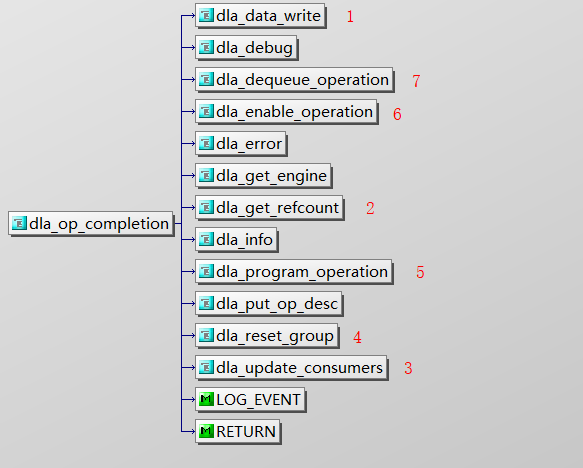 dla_data_write 1
dla_debug
dla_dequeue_operation 7
dla_enable_operation 6
dla_error
dla_get_engine
dla_get_refcount 2
dla_op_completion
dla_info
dla_program_operation 5
dla_put_op_desc
dla_reset_group 4
dla_update_consumers 3
LOG_EVENT
RETURN